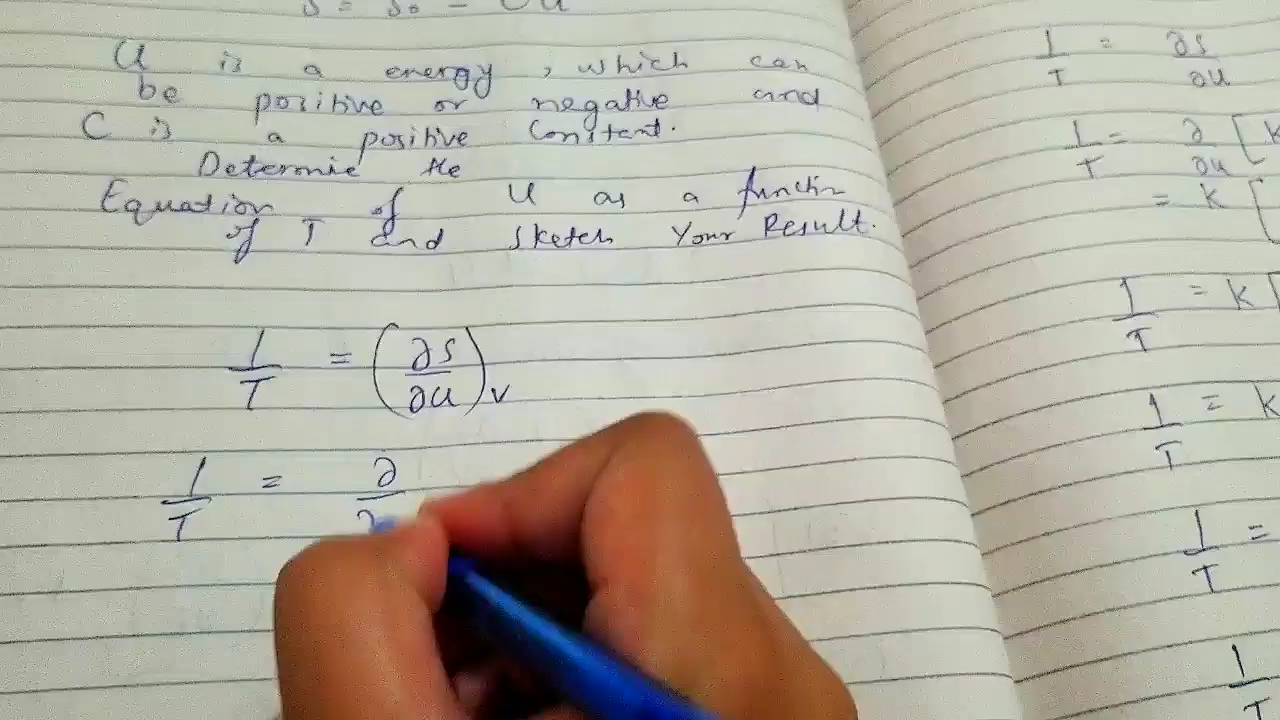 U is a energy, which can
be positive or negative and
C is a positive Constant.
Determie the
Equation of U as a function
of T and sketch Your Result.
1/T = (∂S/∂U)V
1/T = ∂
1/T = ∂S/∂U
1/T = ∂/∂U [k
= k [
1/T = k
1/T = k
1/T =
1/T